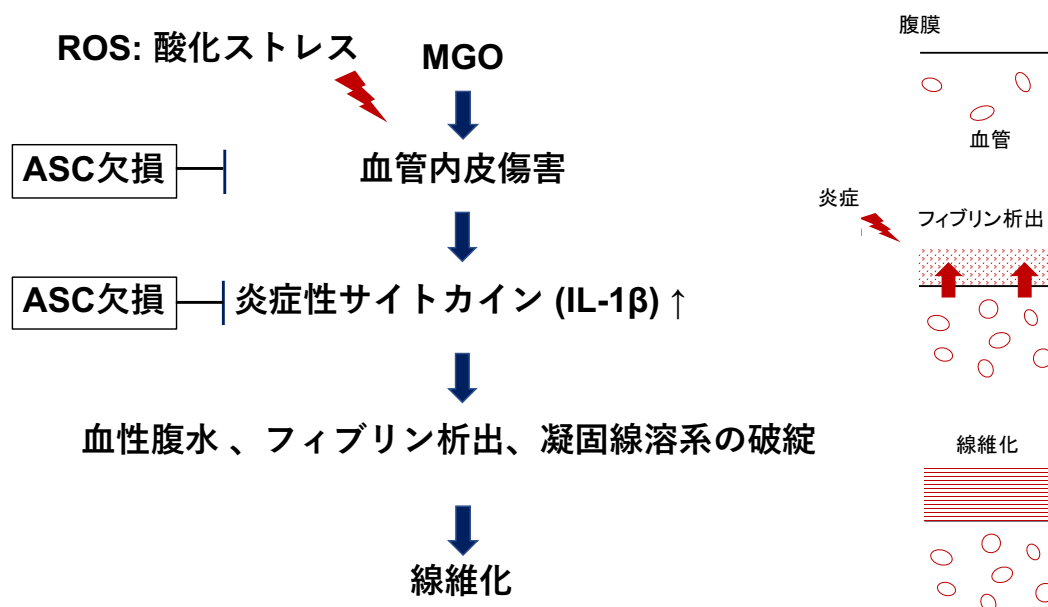 ROS: 酸化ストレス
MGO
ASC欠損
血管内皮傷害
ASC欠損
炎症性サイトカイン (IL-1β) ↑
血性腹水 、フィブリン析出、凝固線溶系の破綻
線維化
腹膜
血管
炎症
フィブリン析出
線維化